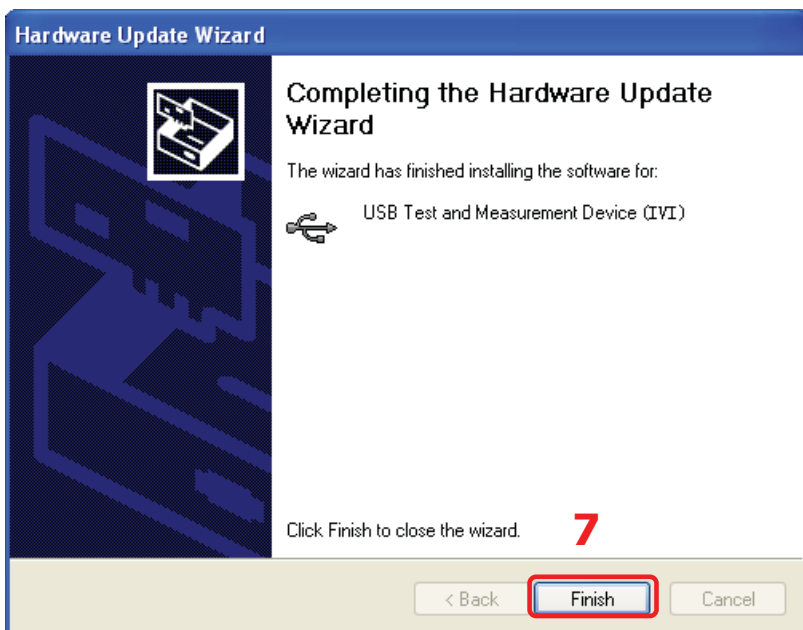 Hardware Update Wizard
Completing the Hardware Update
Wizard
The wizard has finished installing the software for:
USB Test and Measurement Device (IVI)
Click Finish to close the wizard.
7
< Back
Finish
Cancel